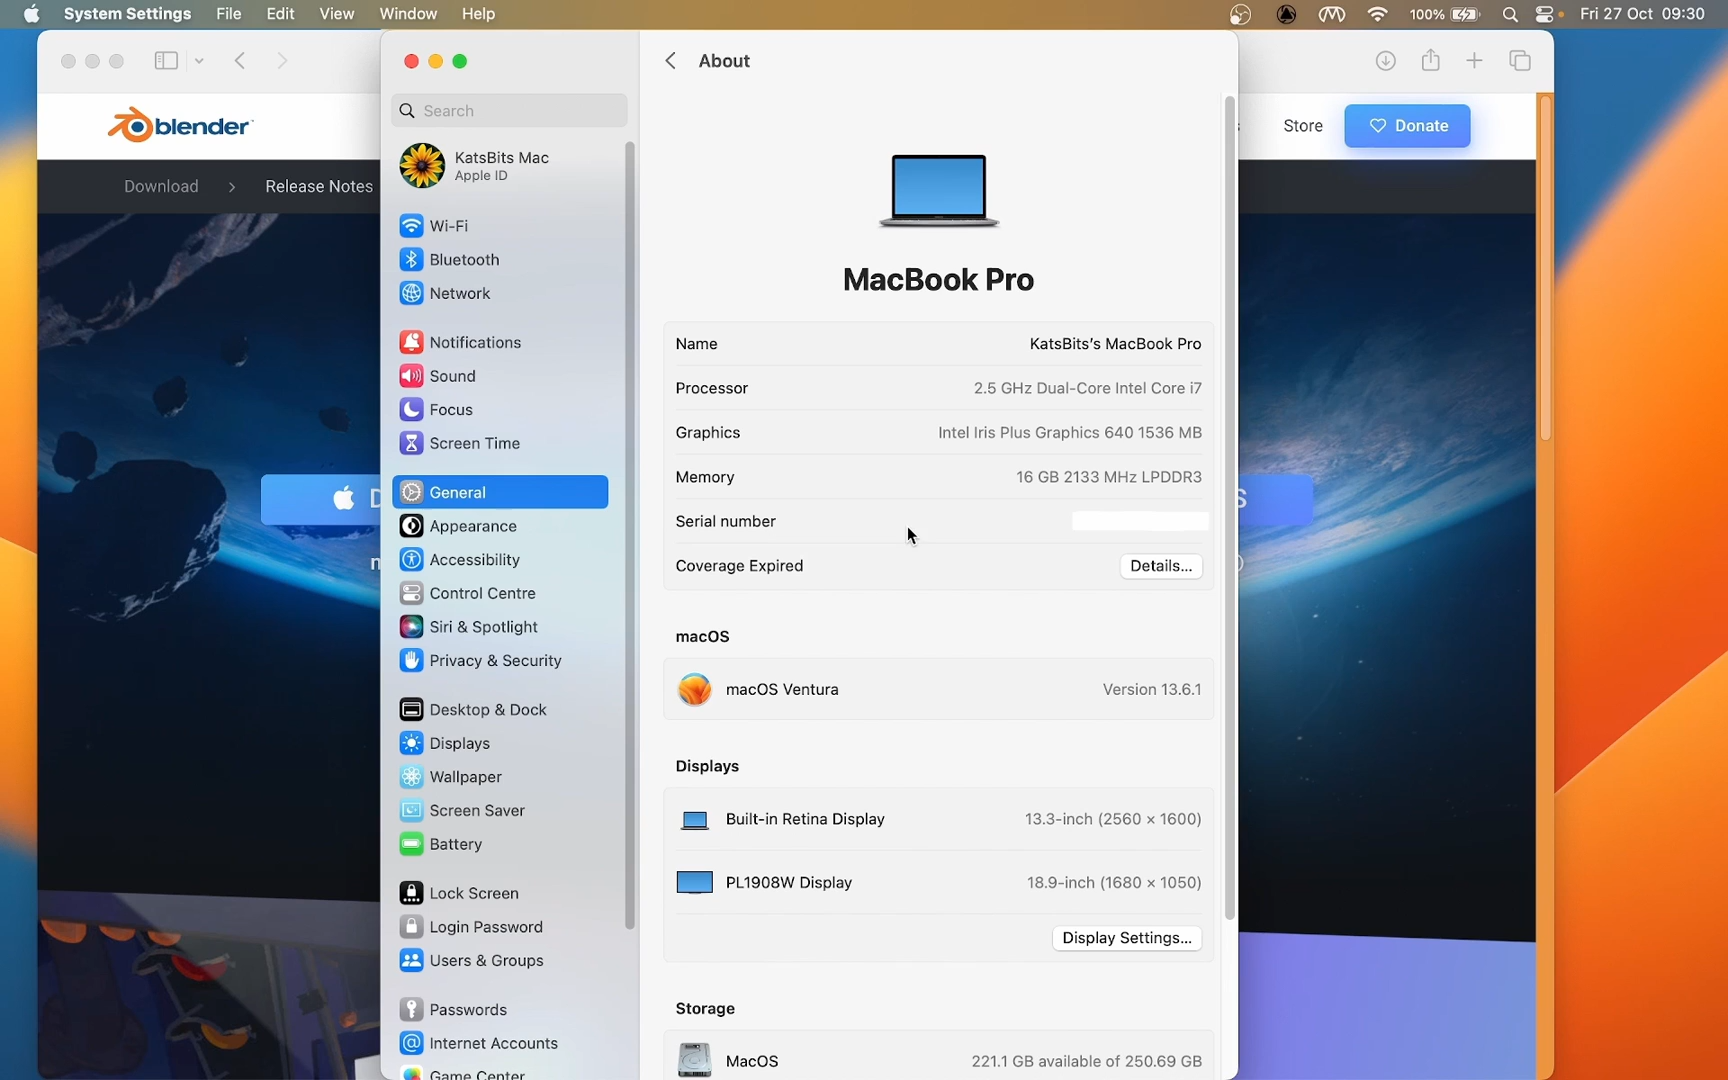 System Settings File Edit View Window Help 100% Fri 27 Oct 09:30
About
Search
blender
Store Donate
KatsBits Mac
Apple ID
Download > Release Notes
Wi-Fi
Bluetooth
Network
Notifications
Sound
Focus
Screen Time
General
Appearance
Accessibility
Control Centre
Siri & Spotlight
Privacy & Security
Desktop & Dock
Displays
Wallpaper
Screen Saver
Battery
Lock Screen
Login Password
Users & Groups
Passwords
Internet Accounts
Game Center
MacBook Pro
Name KatsBits's MacBook Pro
Processor 2.5 GHz Dual-Core Intel Core i7
Graphics Intel Iris Plus Graphics 640 1536 MB
Memory 16 GB 2133 MHz LPDDR3
Serial number
Coverage Expired Details...
macOS
macOS Ventura Version 13.6.1
Displays
Built-in Retina Display 13.3-inch (2560 × 1600)
PL1908W Display 18.9-inch (1680 × 1050)
Display Settings...
Storage
MacOS 221.1 GB available of 250.69 GB